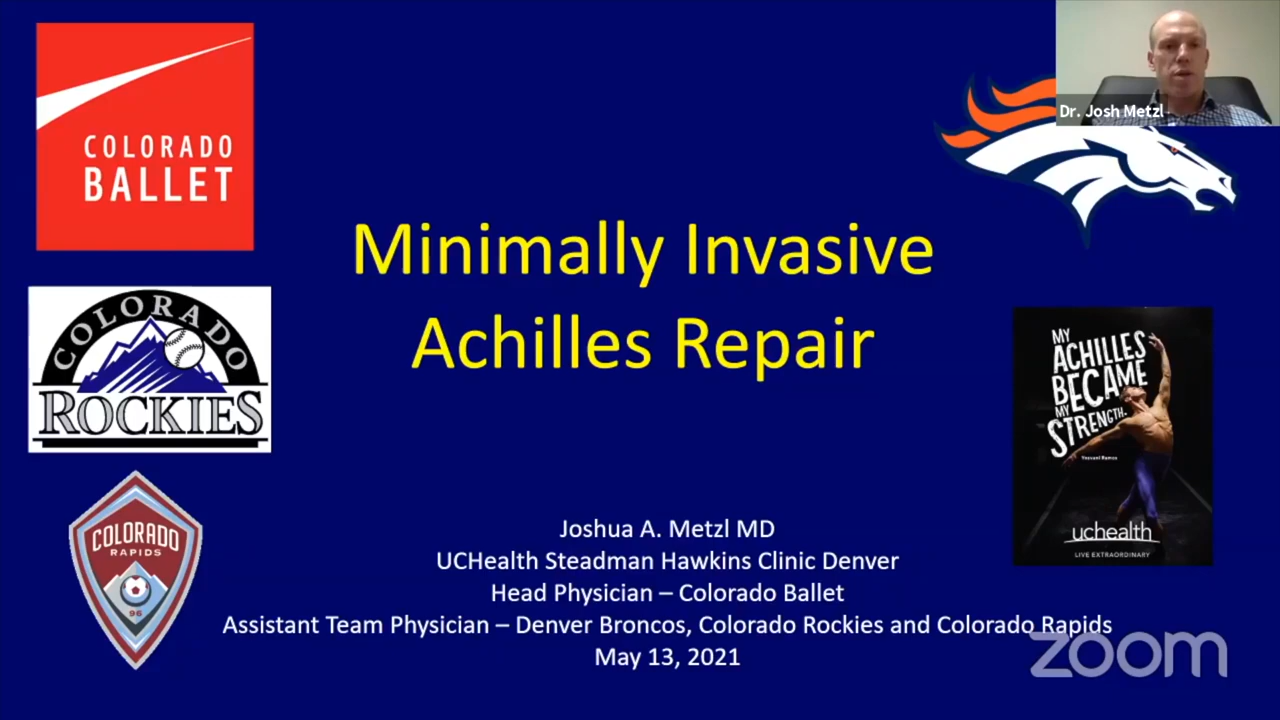 COLORADO
BALLET
Dr. Josh Metzl
Minimally Invasive
Achilles Repair
COLORADO
ROCKIES
MY
ACHILLES
BECAME
MY
STRENGTH.
Yosvani Ramos
uchealth
LIVE EXTRAORDINARY
COLORADO
RAPIDS
96
Joshua A. Metzl MD
UCHealth Steadman Hawkins Clinic Denver
Head Physician – Colorado Ballet
Assistant Team Physician – Denver Broncos, Colorado Rockies and Colorado Rapids
May 13, 2021
zoom